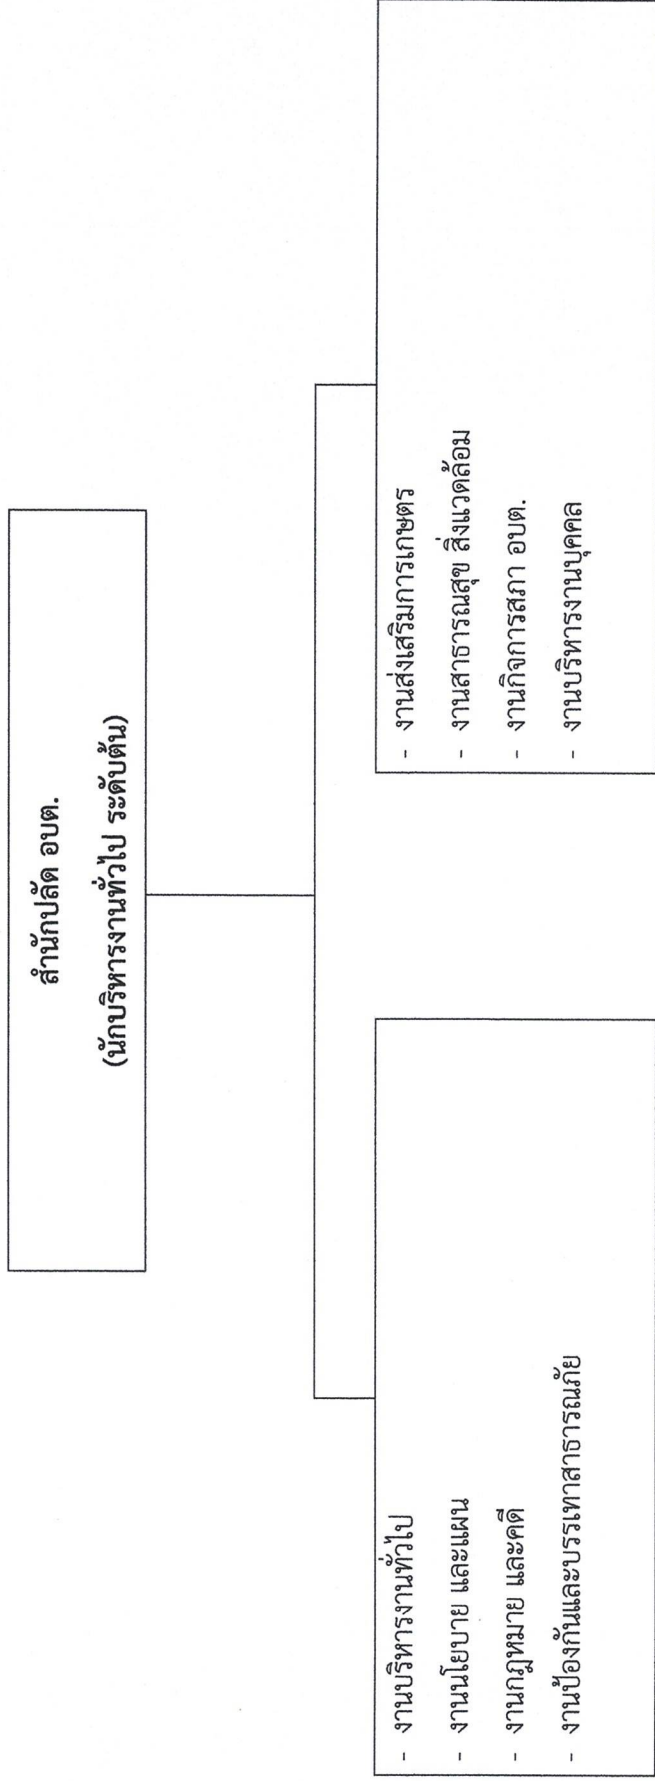 สำนักปลัด อบต.
(นักบริหารงานทั่วไป ระดับต้น)
- งานบริหารงานทั่วไป
- งานนโยบาย และแผน
- งานกฎหมาย และคดี
- งานป้องกันและบรรเทาสาธารณภัย
- งานส่งเสริมการเกษตร
- งานสาธารณสุข สิ่งแวดล้อม
- งานกิจการสภา อบต.
- งานบริหารงานบุคคล